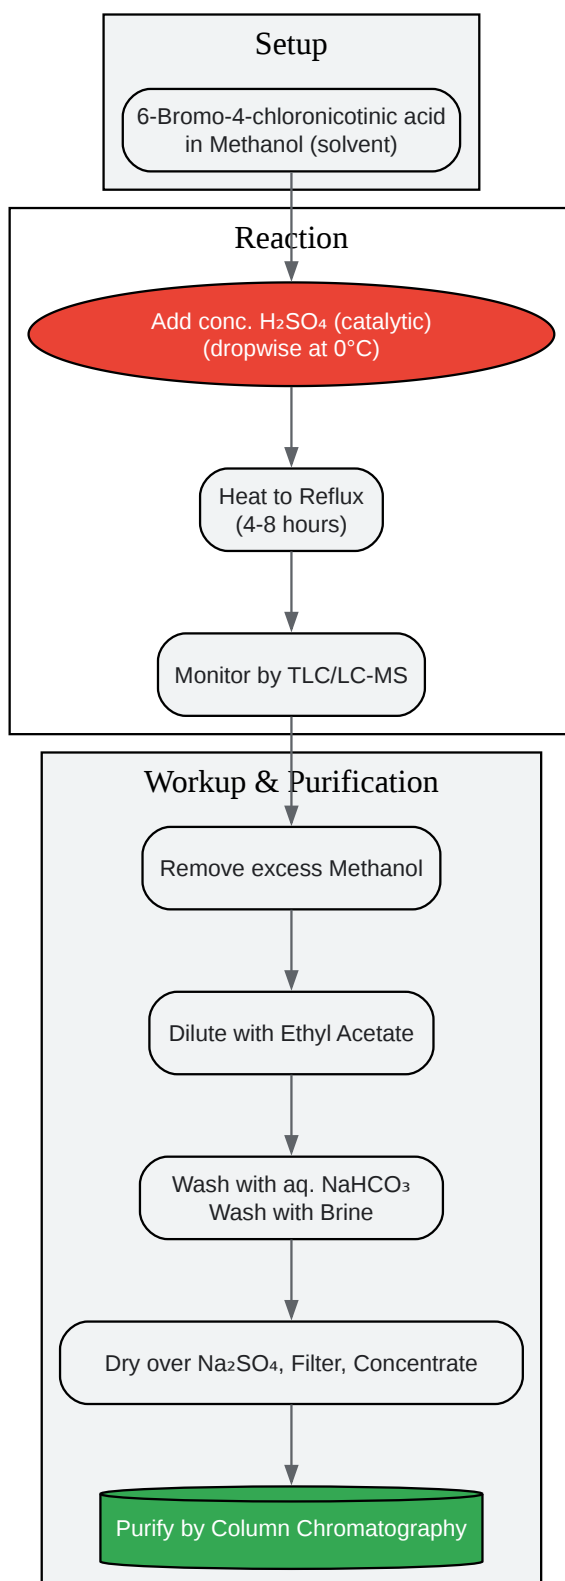 Setup
6-Bromo-4-chloronicotinic acid
in Methanol (solvent)
Reaction
Add conc. H₂SO₄ (catalytic)
(dropwise at 0°C)
Heat to Reflux
(4-8 hours)
Monitor by TLC/LC-MS
Workup & Purification
Remove excess Methanol
Dilute with Ethyl Acetate
Wash with aq. NaHCO₃
Wash with Brine
Dry over Na₂SO₄, Filter, Concentrate
Purify by Column Chromatography